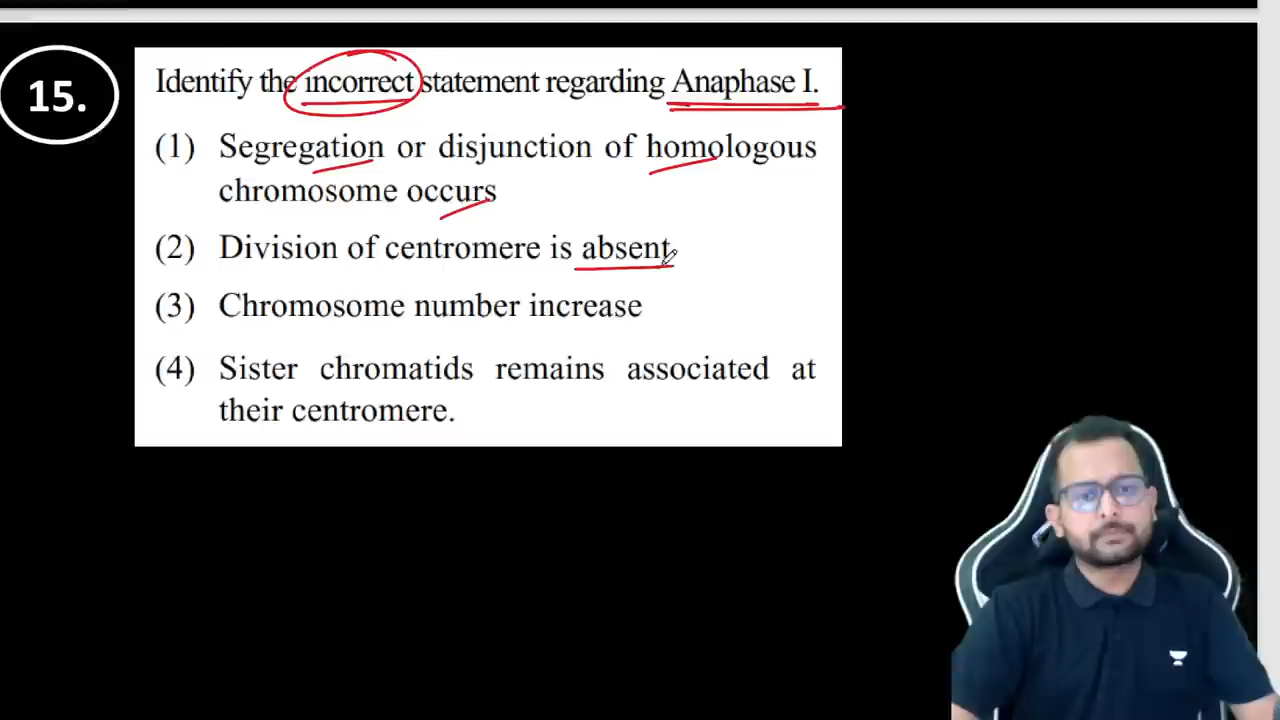 15.
Identify the incorrect statement regarding Anaphase I.
(1) Segregation or disjunction of homologous
chromosome occurs
(2) Division of centromere is absent
(3) Chromosome number increase
(4) Sister chromatids remains associated at
their centromere.